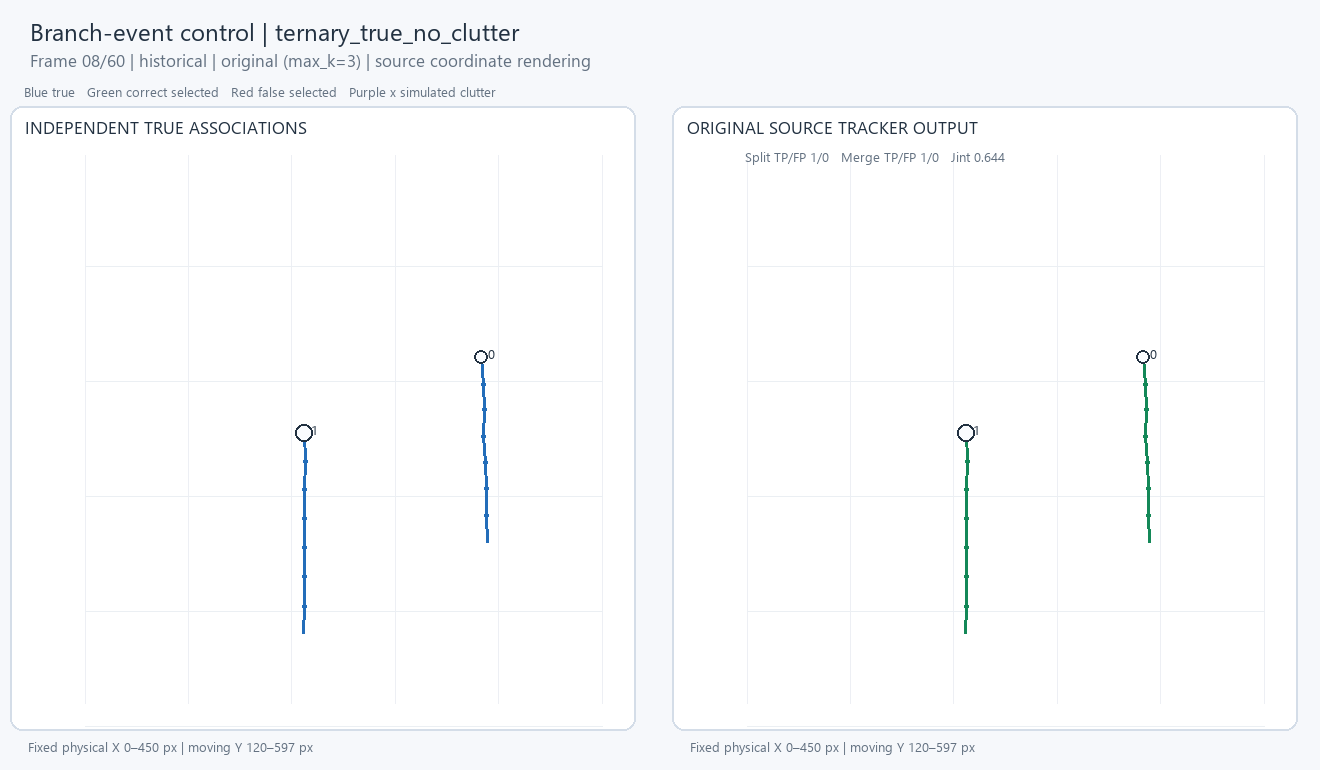 Branch-event control | ternary_true_no_clutter
Frame 08/60 | historical | original (max_k=3) | source coordinate rendering
Blue true   Green correct selected   Red false selected   Purple x simulated clutter
INDEPENDENT TRUE ASSOCIATIONS
0
1
Fixed physical X 0–450 px | moving Y 120–597 px
ORIGINAL SOURCE TRACKER OUTPUT
Split TP/FP 1/0   Merge TP/FP 1/0   Jint 0.644
0
1
Fixed physical X 0–450 px | moving Y 120–597 px